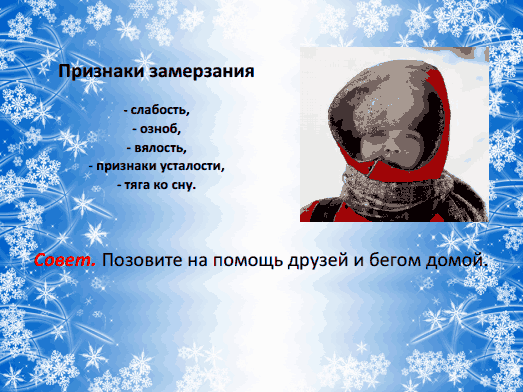 Признаки замерзания
- слабость,
- озноб,
- вялость,
- признаки усталости,
- тяга ко сну.
Совет. Позовите на помощь друзей и бегом домой.